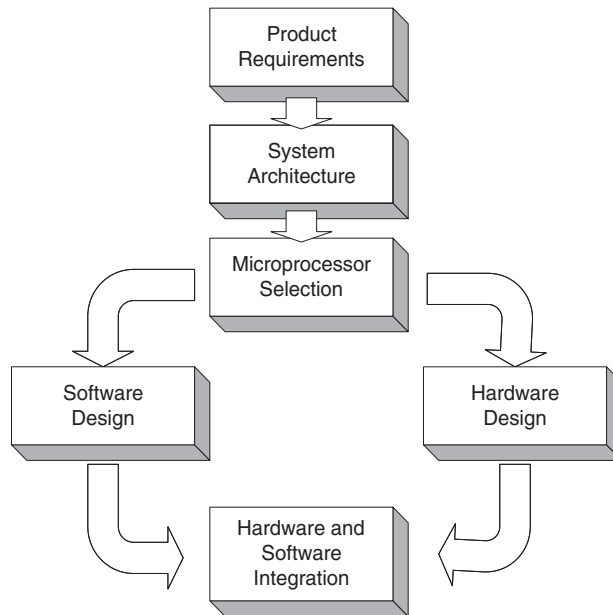 Product
Requirements
System
Architecture
Microprocessor
Selection
Software
Design
Hardware
Design
Hardware and
Software
Integration